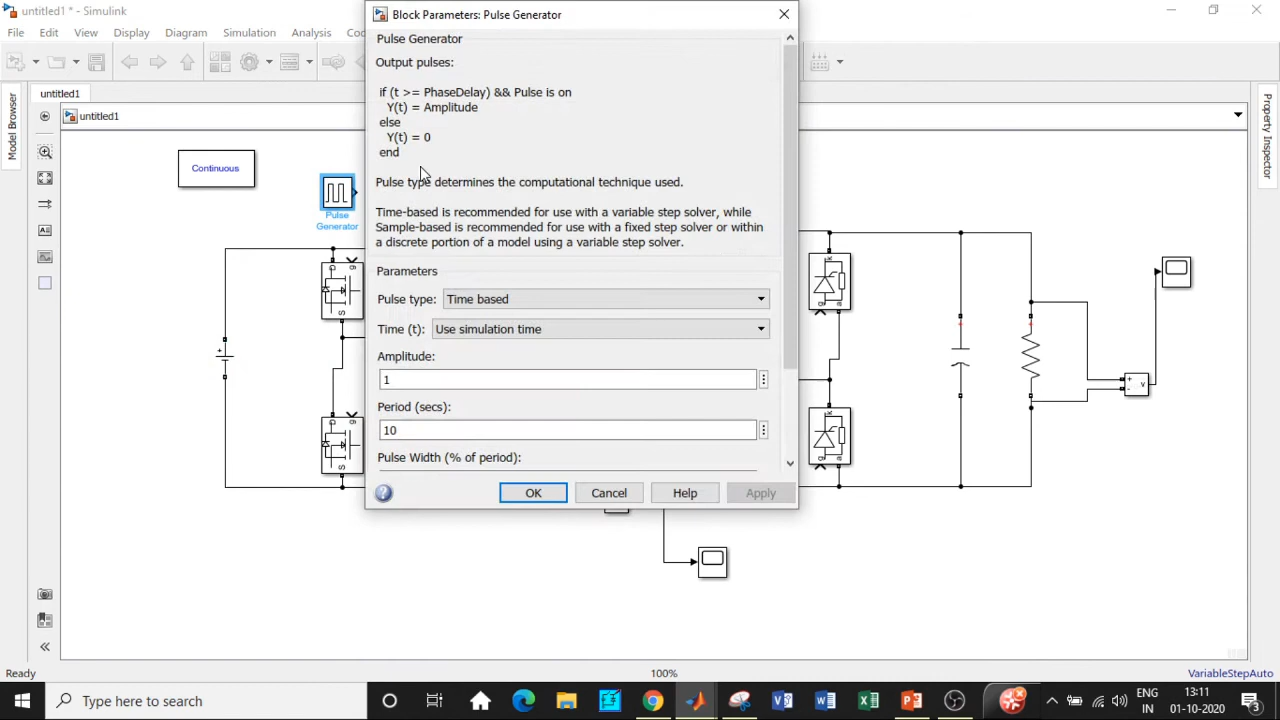 untitled1 * - Simulink
File Edit View Display Diagram Simulation Analysis
untitled1
untitled1
Model Browser
Property Inspector
Continuous
Pulse
Generator
D
g
S
g
S
k
g
a
k
g
a
+
+
-
v
Block Parameters: Pulse Generator
Pulse Generator
Output pulses:
if (t >= PhaseDelay) && Pulse is on
Y(t) = Amplitude
else
Y(t) = 0
end
Pulse type determines the computational technique used.
Time-based is recommended for use with a variable step solver, while
Sample-based is recommended for use with a fixed step solver or within
a discrete portion of a model using a variable step solver.
Parameters
Pulse type: Time based
Time (t): Use simulation time
Amplitude:
1
Period (secs):
10
Pulse Width (% of period):
OK Cancel Help Apply
Ready 100% VariableStepAuto
Type here to search
ENG
IN
13:11
01-10-2020
3